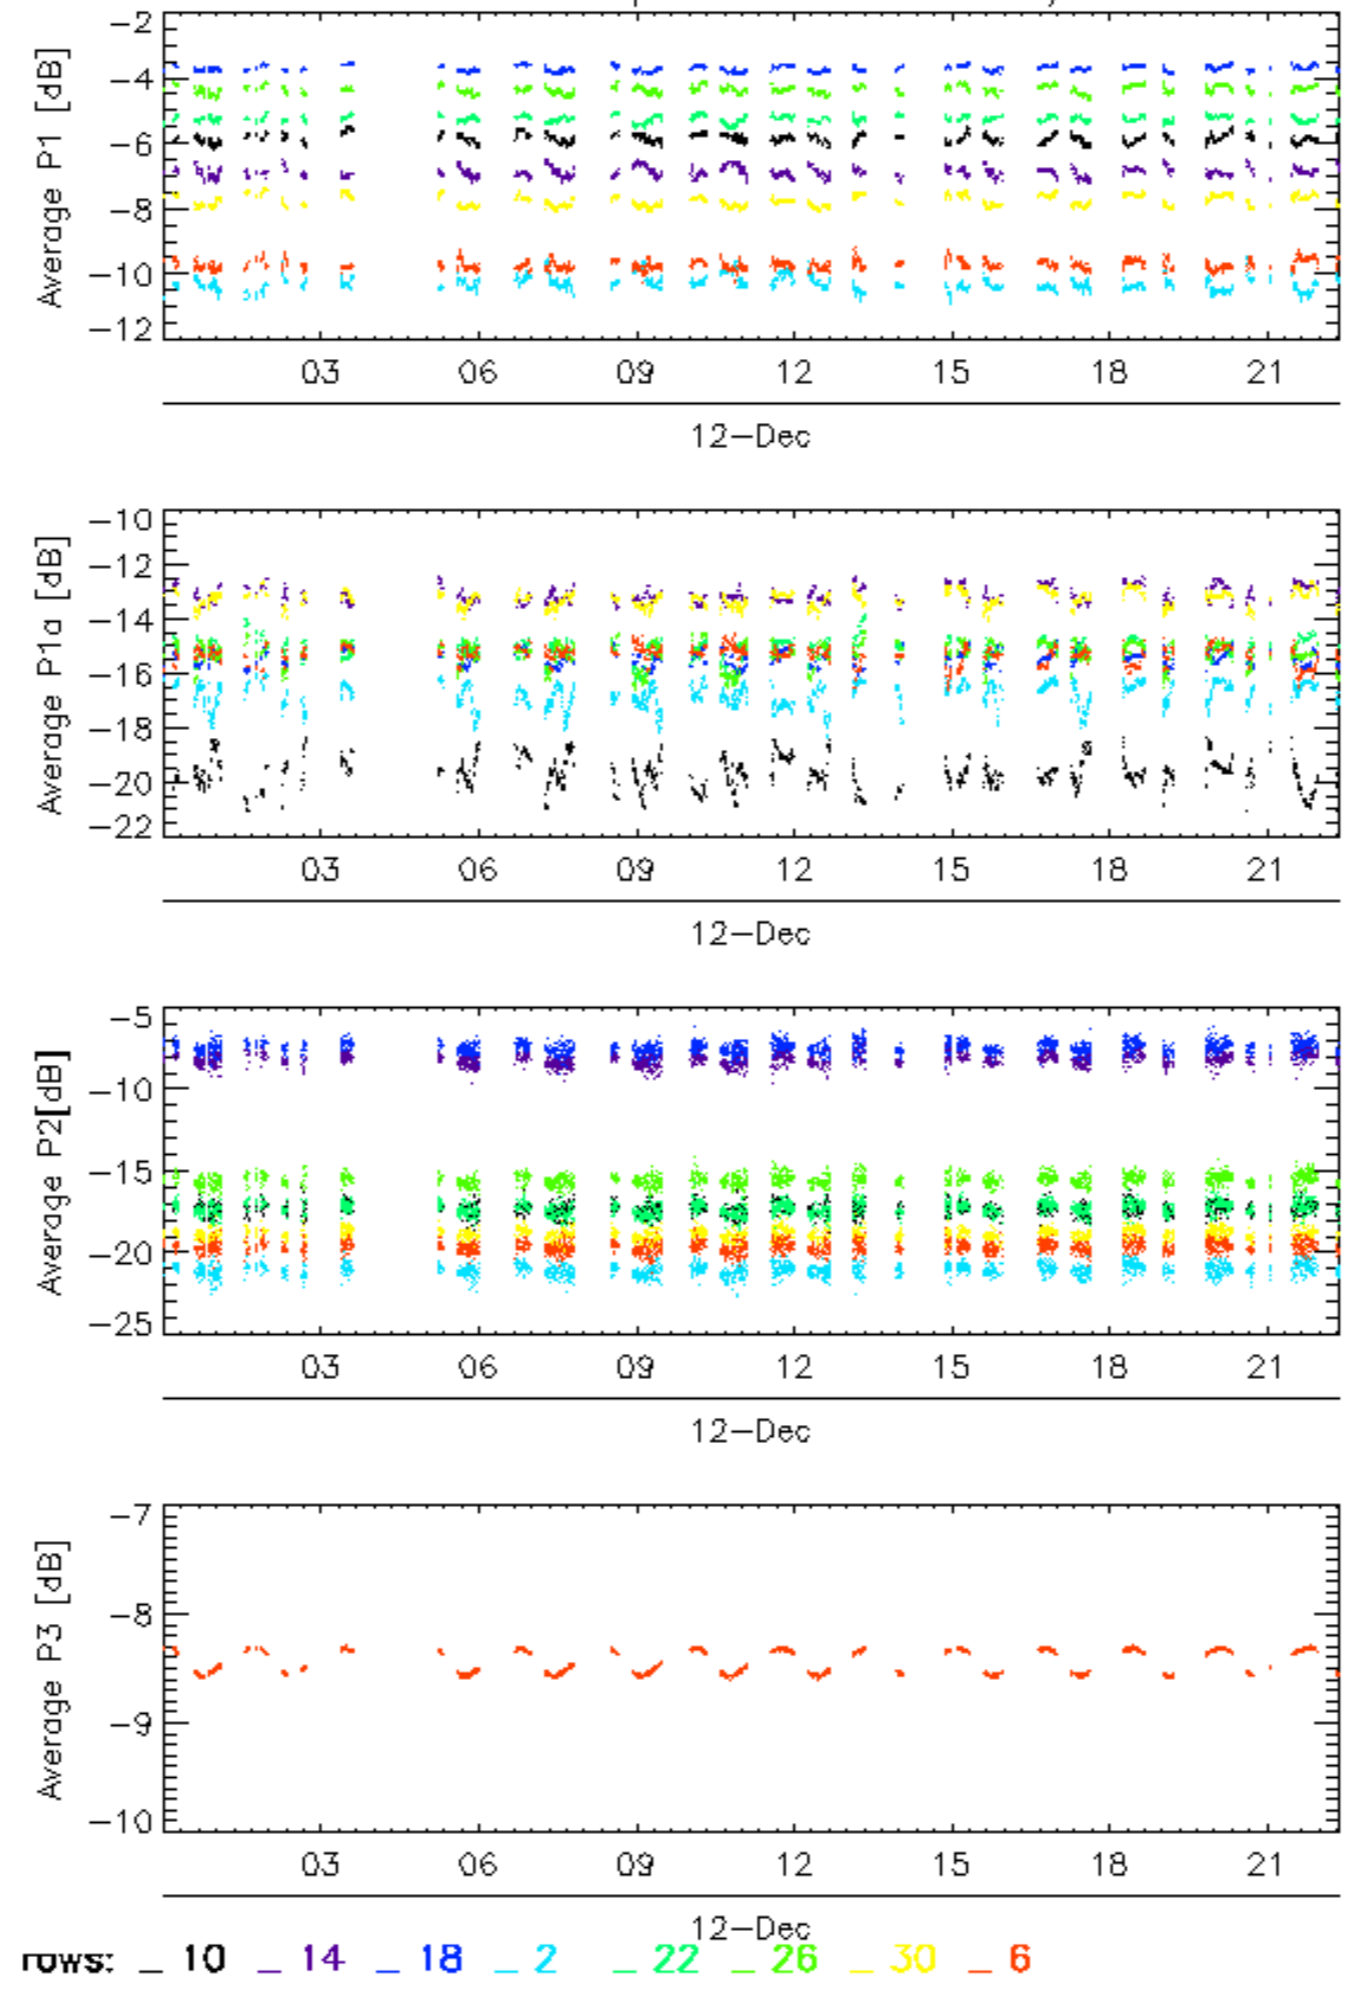 Average P1 [dB]
−2
−4
−6
−8
−10
−12
03 06 09 12 15 18 21
12−Dec
Average P1a [dB]
−10
−12
−14
−16
−18
−20
−22
03 06 09 12 15 18 21
12−Dec
Average P2[dB]
−5
−10
−15
−20
−25
03 06 09 12 15 18 21
12−Dec
Average P3 [dB]
−7
−8
−9
−10
03 06 09 12 15 18 21
12−Dec
rows: _ 10 _ 14 _ 18 _ 2 _ 22 _ 26 _ 30 _ 6